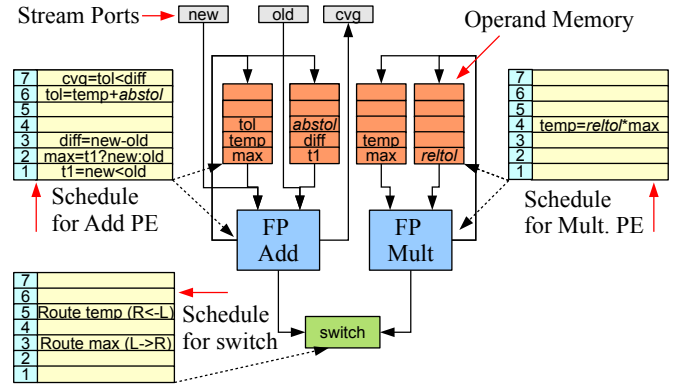 Stream Ports
new
old
cvg
Operand Memory
7 cvg=tol<diff
6 tol=temp+abstol
5
4
3 diff=new-old
2 max=t1?new:old
1 t1=new<old
tol
temp
max
abstol
diff
t1
temp
max
reltol
7
6
5
4 temp=reltol*max
3
2
1
Schedule
for Add PE
FP
Add
FP
Mult
Schedule
for Mult. PE
7
6
5 Route temp (R<-L)
4
3 Route max (L->R)
2
1
Schedule
for switch
switch